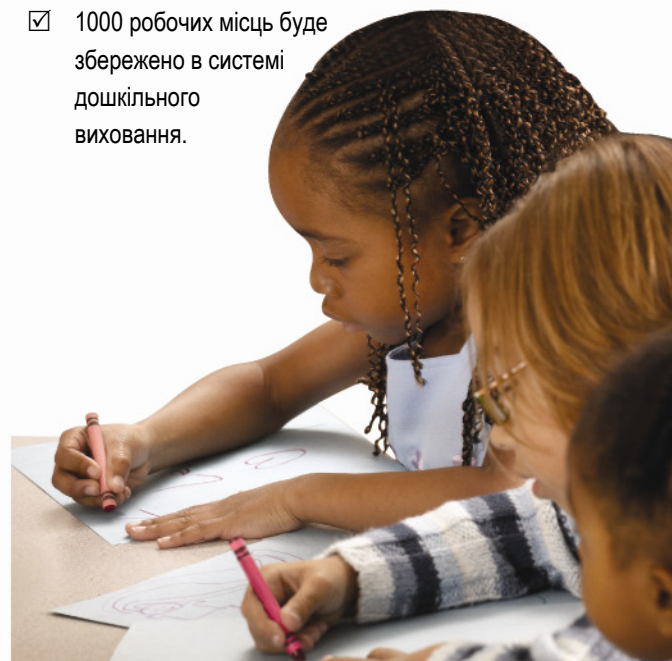 ☑ 1000 робочих місць буде
збережено в системі
дошкільного
виховання.